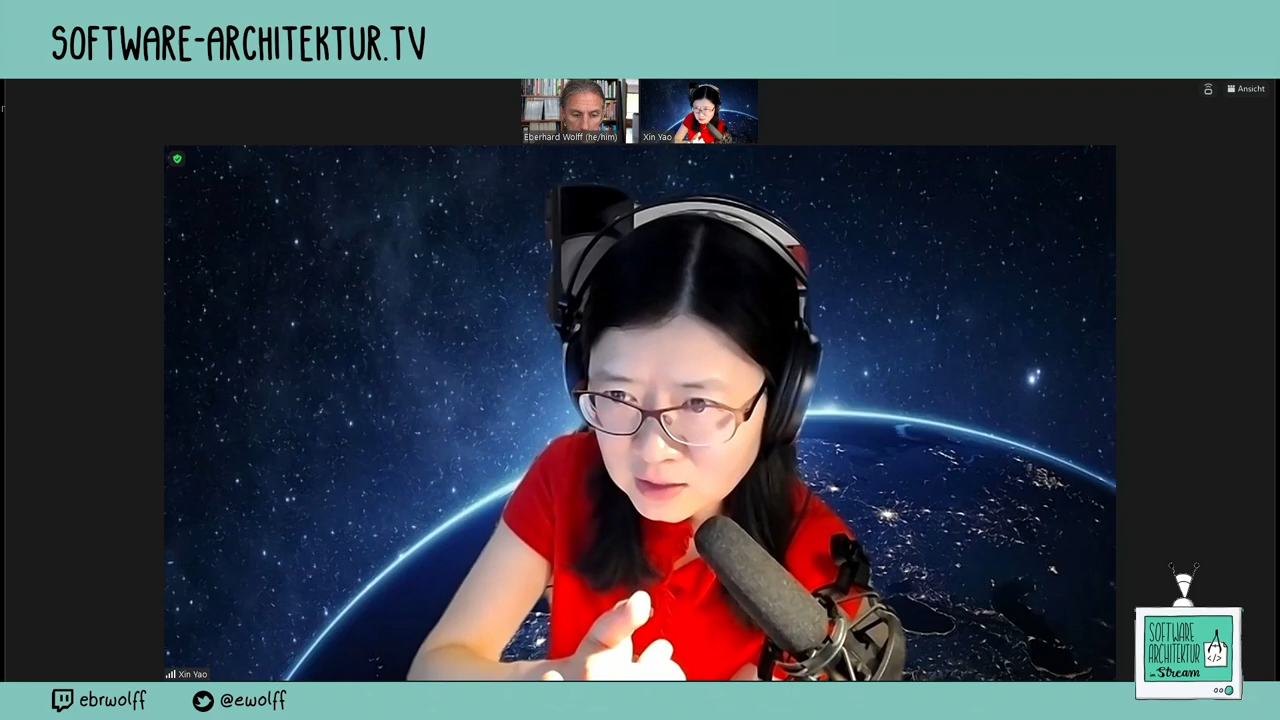 SOFTWARE-ARCHITEKTUR.TV
Ansicht
Eberhard Wolff (he/him)
Xin Yao
Xin Yao
SOFTWARE
ARCHITEKTUR
im Stream
</>
ebrwolff
@ewolff